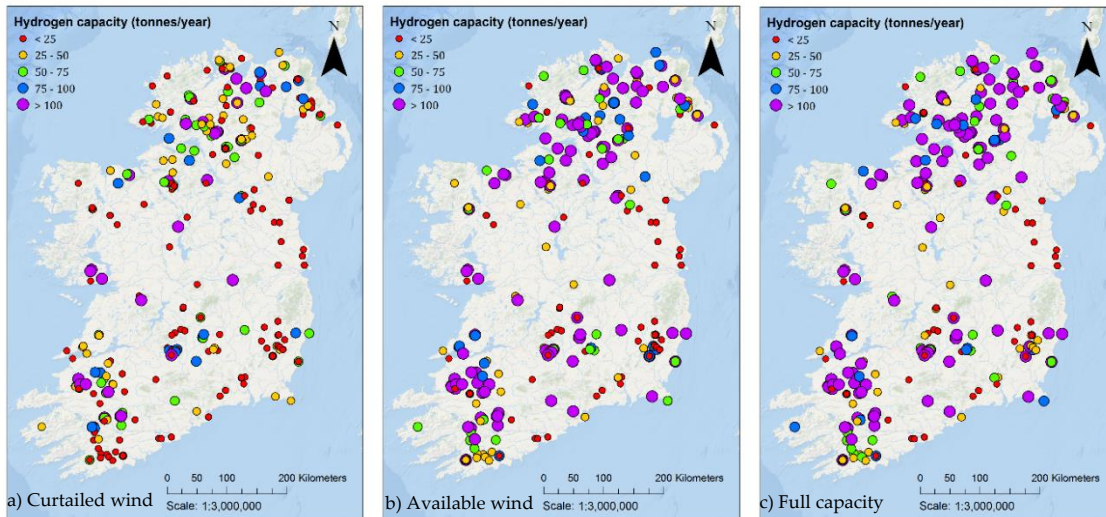 Hydrogen capacity (tonnes/year)
< 25
25 - 50
50 - 75
75 - 100
> 100
N
0 50 100 200 Kilometers
Scale: 1:3,000,000
a) Curtailed wind
Hydrogen capacity (tonnes/year)
< 25
25 - 50
50 - 75
75 - 100
> 100
N
0 50 100 200 Kilometers
Scale: 1:3,000,000
b) Available wind
Hydrogen capacity (tonnes/year)
< 25
25 - 50
50 - 75
75 - 100
> 100
N
0 50 100 200 Kilometers
Scale: 1:3,000,000
c) Full capacity